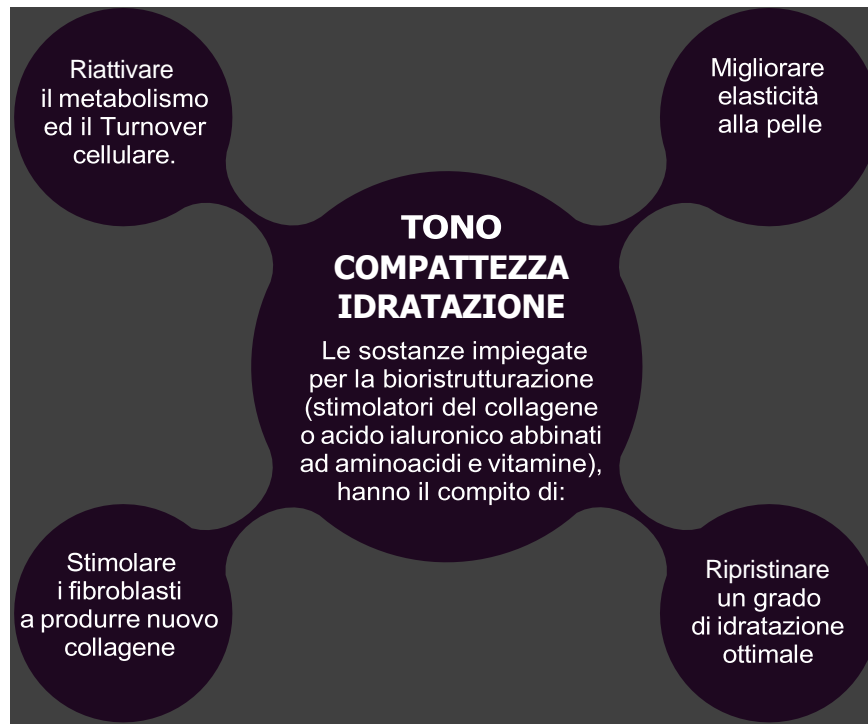 Riattivare
il metabolismo
ed il Turnover
cellulare.
Migliorare
elasticità
alla pelle
TONO
COMPATTEZZA
IDRATAZIONE
Le sostanze impiegate
per la bioristrutturazione
(stimolatori del collagene
o acido ialuronico abbinati
ad aminoacidi e vitamine),
hanno il compito di:
Stimolare
i fibroblasti
a produrre nuovo
collagene
Ripristinare
un grado
di idratazione
ottimale